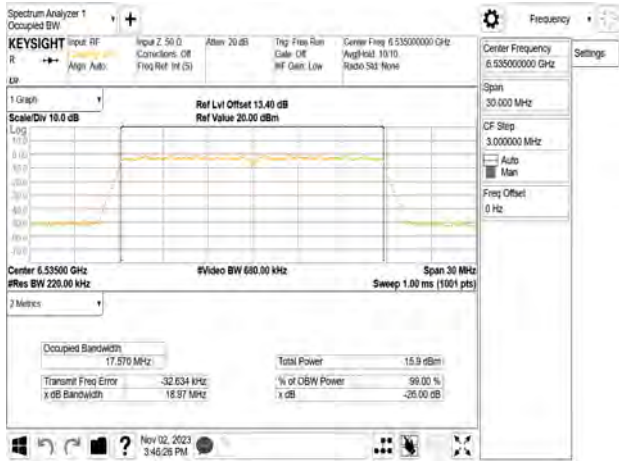 Spectrum Analyzer 1
Occupied BW
+
Frequency
KEYSIGHT
Input: RF
Input Z: 50 Ω
Atten: 20 dB
Trig: Free Run
Center Freq: 6.535000000 GHz
R
Corrections: Off
Gate: Off
Avg|Hold: 10/10
Align: Auto
Freq Ref: Int (S)
#IF Gain: Low
Radio Std: None
Center Frequency
6.535000000 GHz
Settings
Span
30.000 MHz
CF Step
3.000000 MHz
Auto
Man
Freq Offset
0 Hz
1 Graph
Scale/Div 10.0 dB
Ref Lvl Offset 13.40 dB
Ref Value 20.00 dBm
Log
10.0
0.00
Center 6.53500 GHz
#Video BW 680.00 kHz
Span 30 MHz
#Res BW 220.00 kHz
Sweep 1.00 ms (1001 pts)
2 Metrics
Occupied Bandwidth
17.570 MHz
Total Power
15.9 dBm
Transmit Freq Error
-32.634 kHz
% of OBW Power
99.00 %
x dB Bandwidth
18.97 MHz
x dB
-26.00 dB
?
Nov 02, 2023
3:46:26 PM